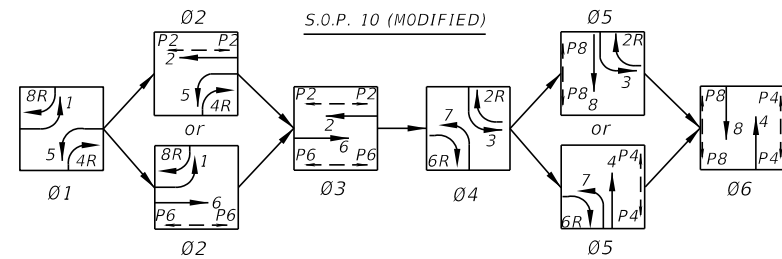 S.O.P. 10 (MODIFIED)
Ø2
P2 P2
2
5
4R
or
8R
1
6
P6 P6
Ø2
8R
1
5
4R
Ø1
P2 P2
2
6
P6 P6
Ø3
7
2R
6R
3
Ø4
Ø5
P8
2R
P8
8
3
or
4
P4
7
6R
P4
Ø5
P8 P4
4
8
P8 P4
Ø6